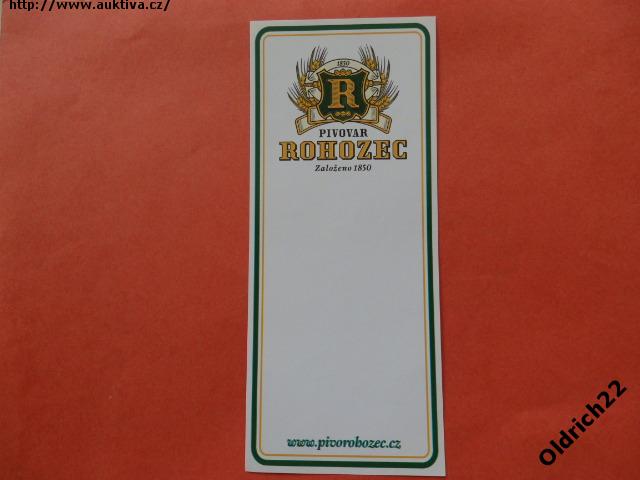 http://www.auktiva.cz/
1850
R
PIVOVAR
ROHOZEC
Založeno 1850
www.pivorohozec.cz
Oldrich22